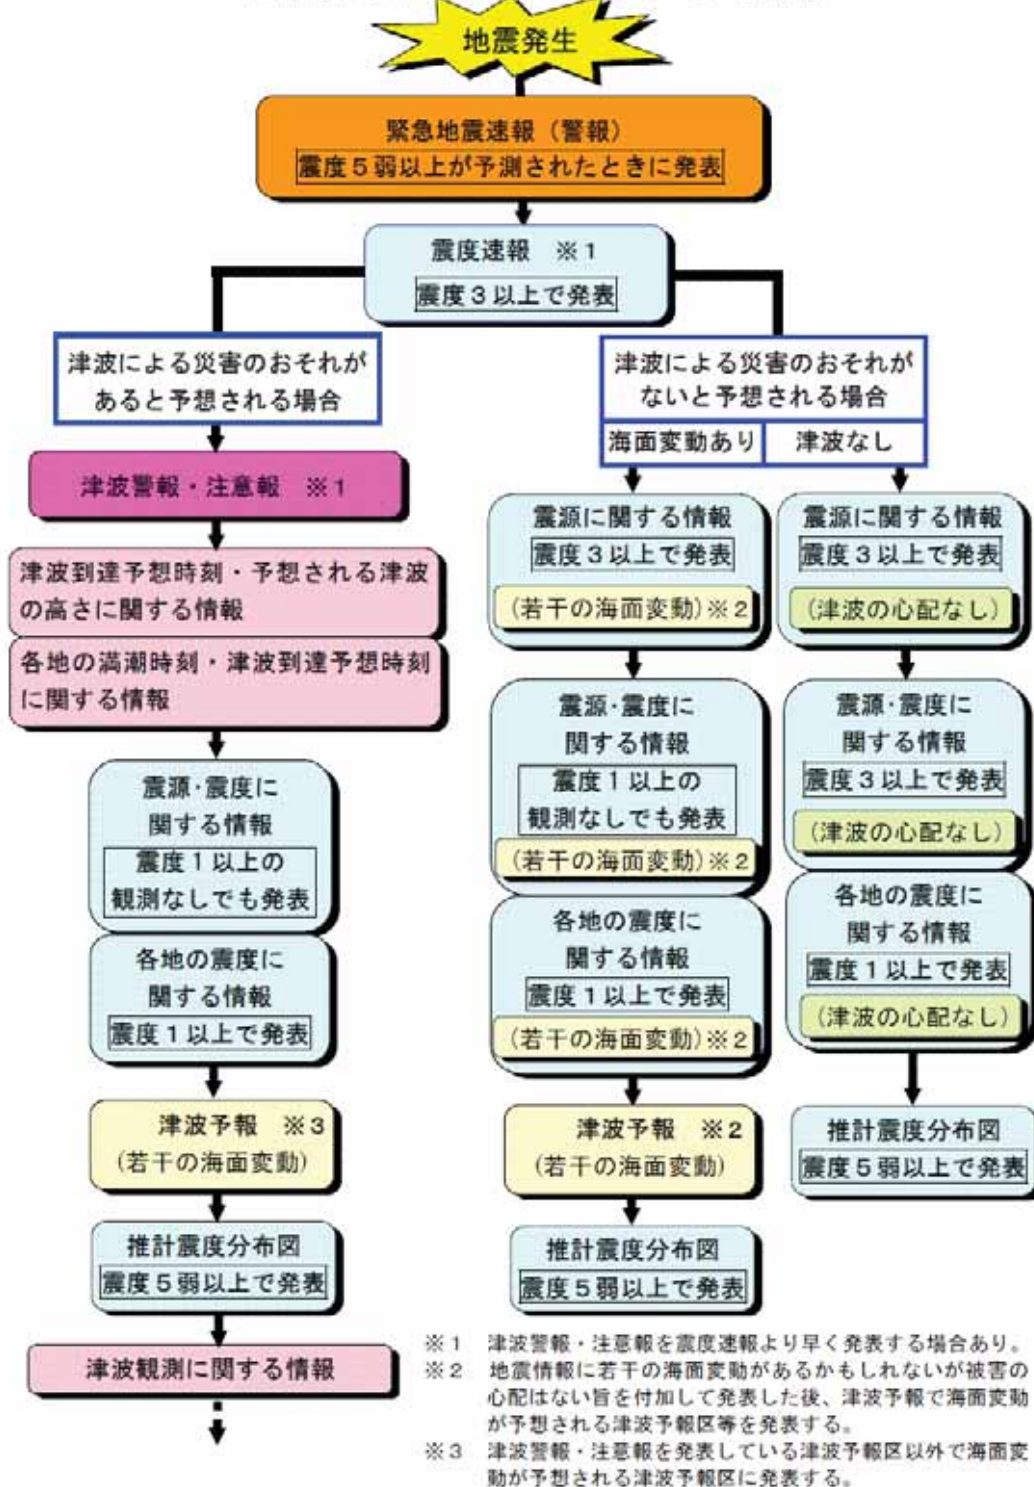 地震発生
緊急地震速報（警報）
震度５弱以上が予測されたときに発表
震度速報　※１
震度３以上で発表
津波による災害のおそれが
あると予想される場合
津波警報・注意報　※１
津波到達予想時刻・予想される津波
の高さに関する情報
各地の満潮時刻・津波到達予想時刻
に関する情報
震源･震度に
関する情報
震度１以上の
観測なしでも発表
各地の震度に
関する情報
震度１以上で発表
津波予報　※３
(若干の海面変動)
推計震度分布図
震度５弱以上で発表
津波観測に関する情報
津波による災害のおそれが
ないと予想される場合
海面変動あり
津波なし
震源に関する情報
震度３以上で発表
(若干の海面変動)※２
震源･震度に
関する情報
震度１以上の
観測なしでも発表
(若干の海面変動)※２
各地の震度に
関する情報
震度１以上で発表
(若干の海面変動)※２
津波予報　※２
(若干の海面変動)
推計震度分布図
震度５弱以上で発表
震源に関する情報
震度３以上で発表
(津波の心配なし)
震源･震度に
関する情報
震度３以上で発表
(津波の心配なし)
各地の震度に
関する情報
震度１以上で発表
(津波の心配なし)
推計震度分布図
震度５弱以上で発表
※１　津波警報・注意報を震度速報より早く発表する場合あり。
※２　地震情報に若干の海面変動があるかもしれないが被害の
心配はない旨を付加して発表した後、津波予報で海面変動
が予想される津波予報区等を発表する。
※３　津波警報・注意報を発表している津波予報区以外で海面変
動が予想される津波予報区に発表する。